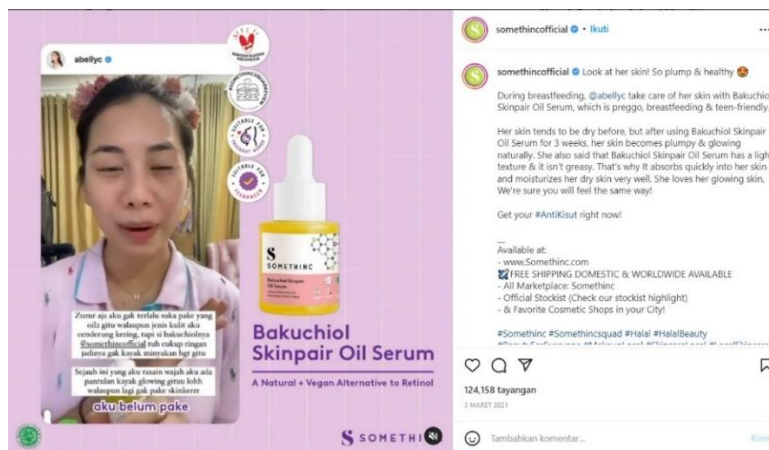 abellyc
SUITABLE FOR
SUITABLE FOR
Zuzur aja aku gak terlalu suka pake yang
oilz gitu walaupun jenis kulit aku
cenderung kering, tapi si bakuchiolnya
@somethincofficial tuh cukup ringan
jadinya gak kayak minyakan bgt gitu
Sejauh ini yang aku rasain wajah aku ada
pantulan kayak glowing gituu lohh
walaupun lagi gak pake skinkerrr
aku belum pake
S
SOMETHINC
Bakuchiol Skinpair
Oil Serum
Bakuchiol
Skinpair Oil Serum
A Natural + Vegan Alternative to Retinol
SOMETHI
somethincofficial • Ikuti
somethincofficial Look at her skin! So plump & healthy
During breastfeeding, @abellyc take care of her skin with Bakuchiol
Skinpair Oil Serum, which is preggo, breastfeeding & teen-friendly.
Her skin tends to be dry before, but after using Bakuchiol Skinpair
Oil Serum for 3 weeks, her skin becomes plumpy & glowing
naturally. She also said that Bakuchiol Skinpair Oil Serum has a light
texture & it isn't greasy. That's why It absorbs quickly into her skin
and moisturizes her dry skin very well. She loves her glowing skin,
We're sure you will feel the same way!
Get your #AntiKisut right now!
Available at:
- www.Somethinc.com
FREE SHIPPING DOMESTIC & WORLDWIDE AVAILABLE
- All Marketplace: Somethinc
- Official Stockist (Check our stockist highlight)
- & Favorite Cosmetic Shops in your City!
#Somethinc #Somethincsquad #Halal #HalalBeauty
124,158 tayangan
3 MARET 2021
Tambahkan komentar...
Kirim